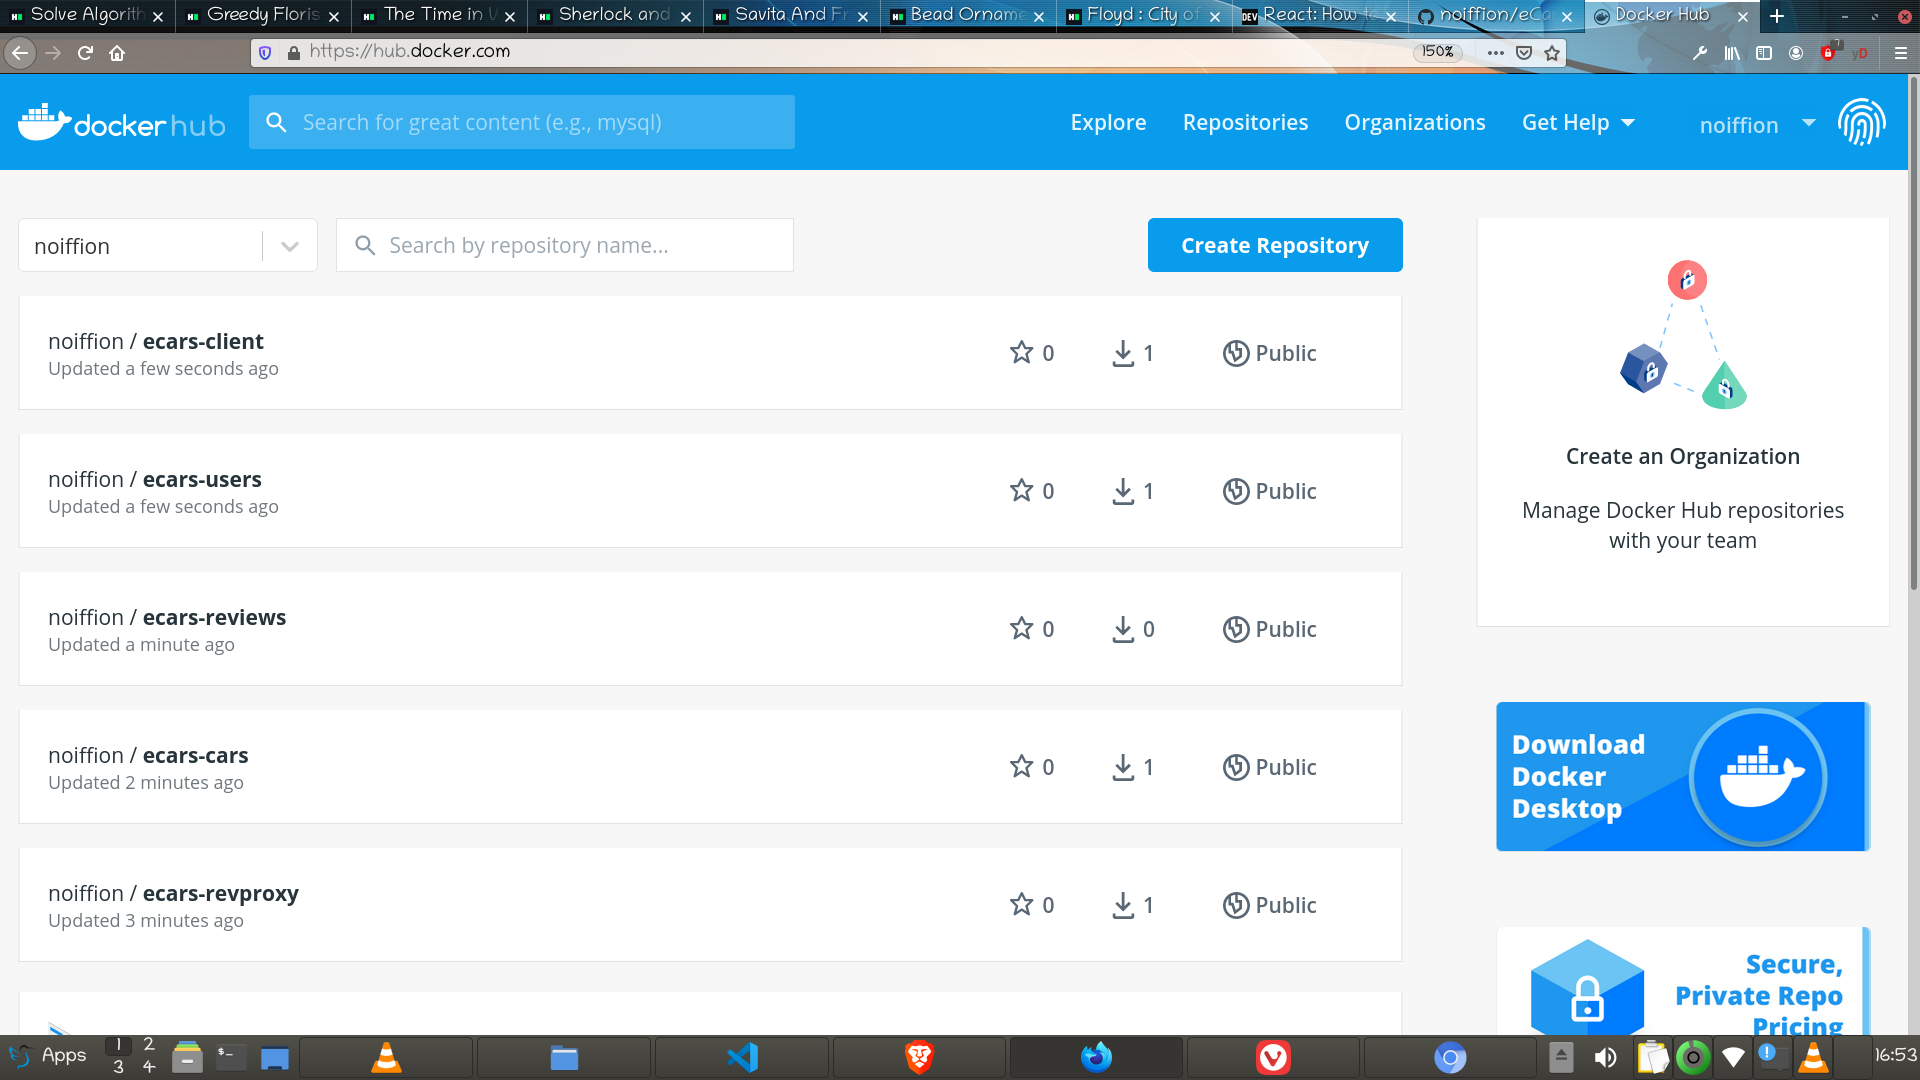 Solve Algorith
Greedy Floris
The Time in W
Sherlock and
Savita And Fr
Bead Orname
Floyd : City of
DEV React: How to
noiffion/eCa
Docker Hub
https://hub.docker.com
150%
docker hub
Search for great content (e.g., mysql)
Explore
Repositories
Organizations
Get Help
noiffion
noiffion
Search by repository name...
Create Repository
noiffion / ecars-client
Updated a few seconds ago
0
1
Public
noiffion / ecars-users
Updated a few seconds ago
0
1
Public
noiffion / ecars-reviews
Updated a minute ago
0
0
Public
noiffion / ecars-cars
Updated 2 minutes ago
0
1
Public
noiffion / ecars-revproxy
Updated 3 minutes ago
0
1
Public
Create an Organization
Manage Docker Hub repositories
with your team
Download
Docker
Desktop
Secure,
Private Repo
Pricing
Apps
1 2
3 4
16:53